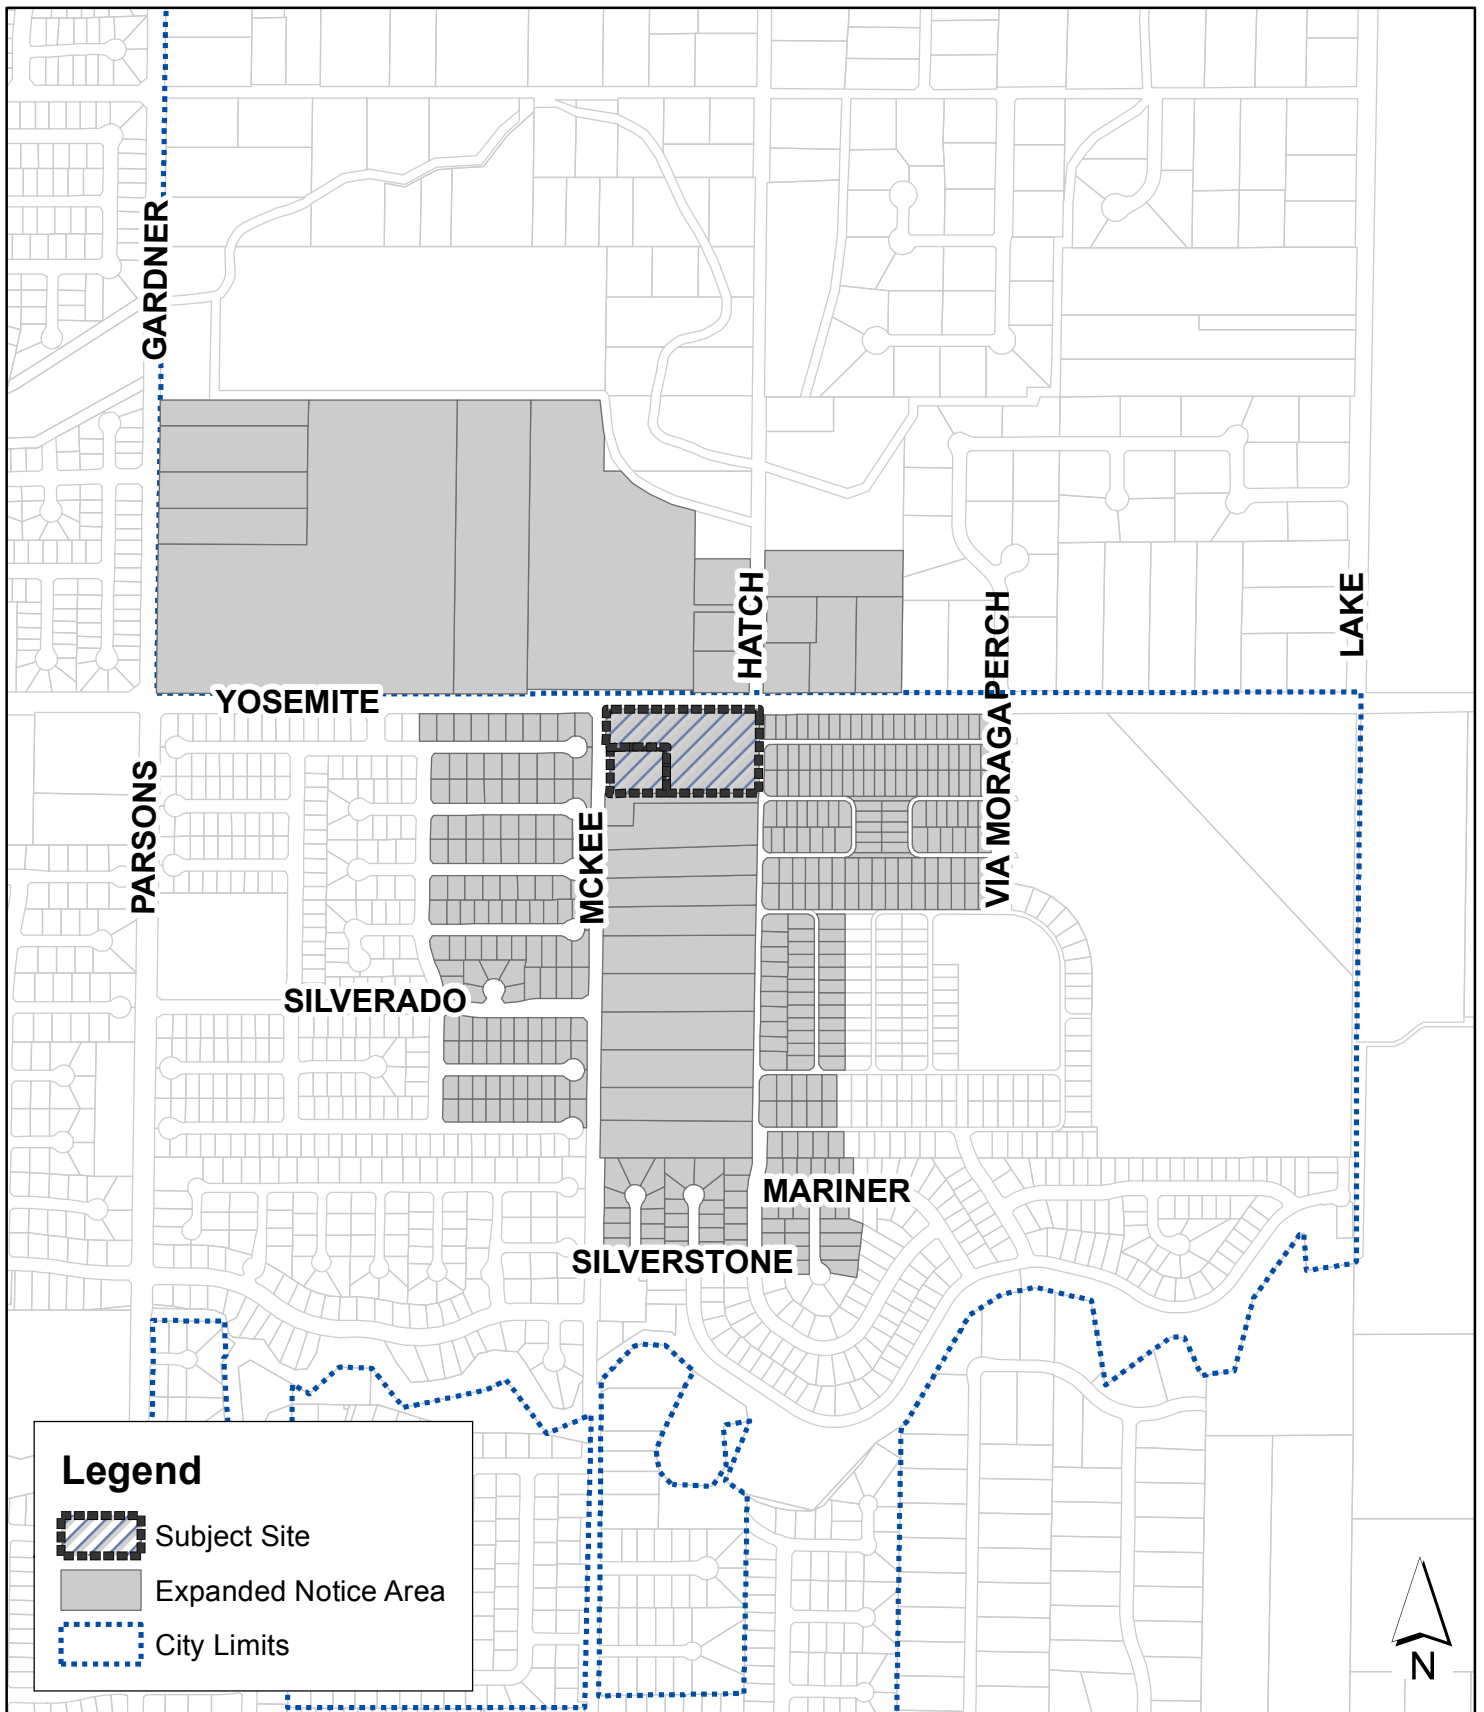 GARDNER
HATCH
PERCH
LAKE
YOSEMITE
PARSONS
MCKEE
VIA MORAGA
SILVERADO
MARINER
SILVERSTONE
Legend
Subject Site
Expanded Notice Area
City Limits
N